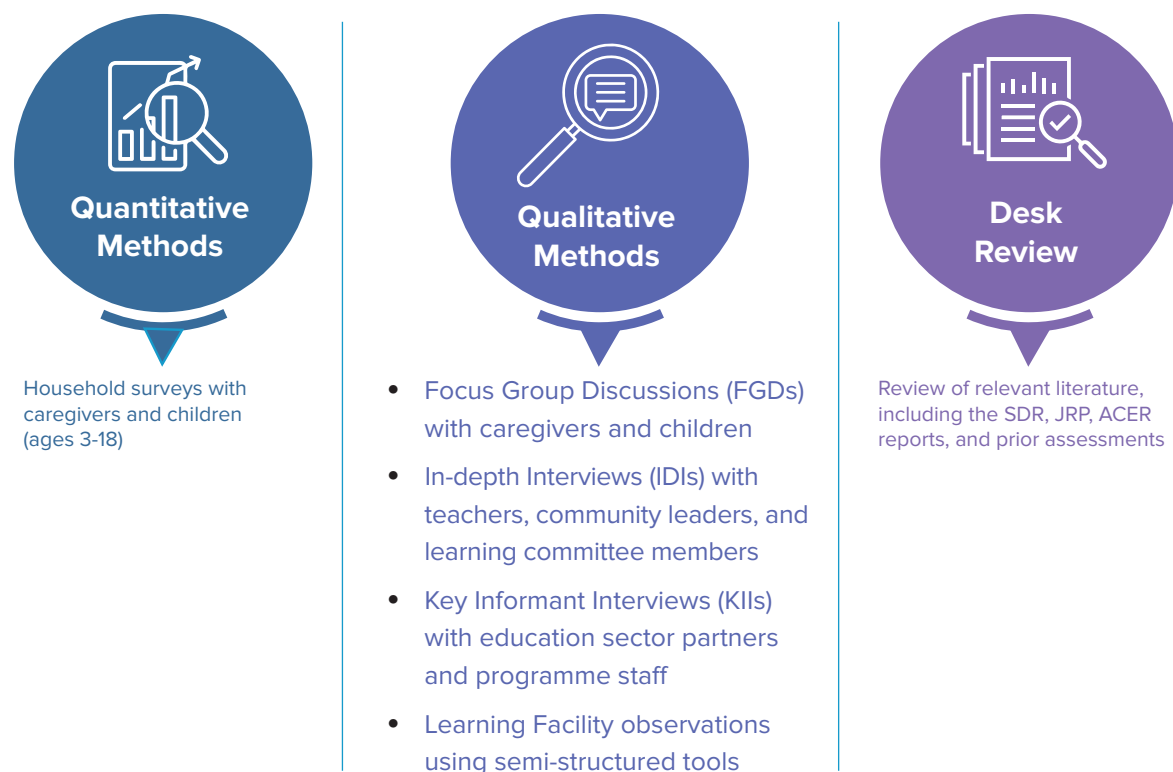 Quantitative
Methods
Household surveys with
caregivers and children
(ages 3-18)
Qualitative
Methods
• Focus Group Discussions (FGDs)
with caregivers and children
• In-depth Interviews (IDIs) with
teachers, community leaders, and
learning committee members
• Key Informant Interviews (KIIs)
with education sector partners
and programme staff
• Learning Facility observations
using semi-structured tools
Desk
Review
Review of relevant literature,
including the SDR, JRP, ACER
reports, and prior assessments